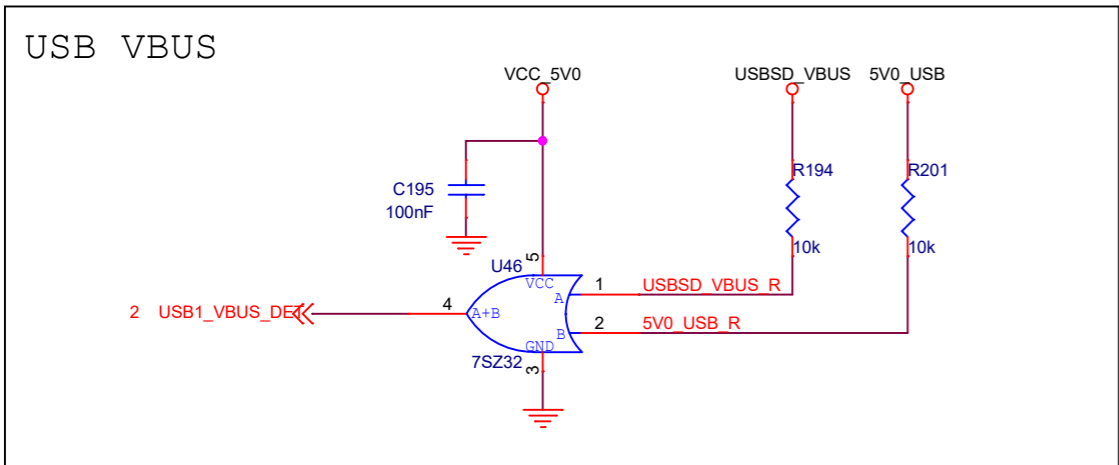 USB VBUS
VCC_5V0
USBSD_VBUS
5V0_USB
R194
R201
C195
100nF
10k
10k
U46
5
VCC
1
USBSD_VBUS_R
A
2 USB1_VBUS_DET
4
A+B
2
5V0_USB_R
B
GND
7SZ32
3